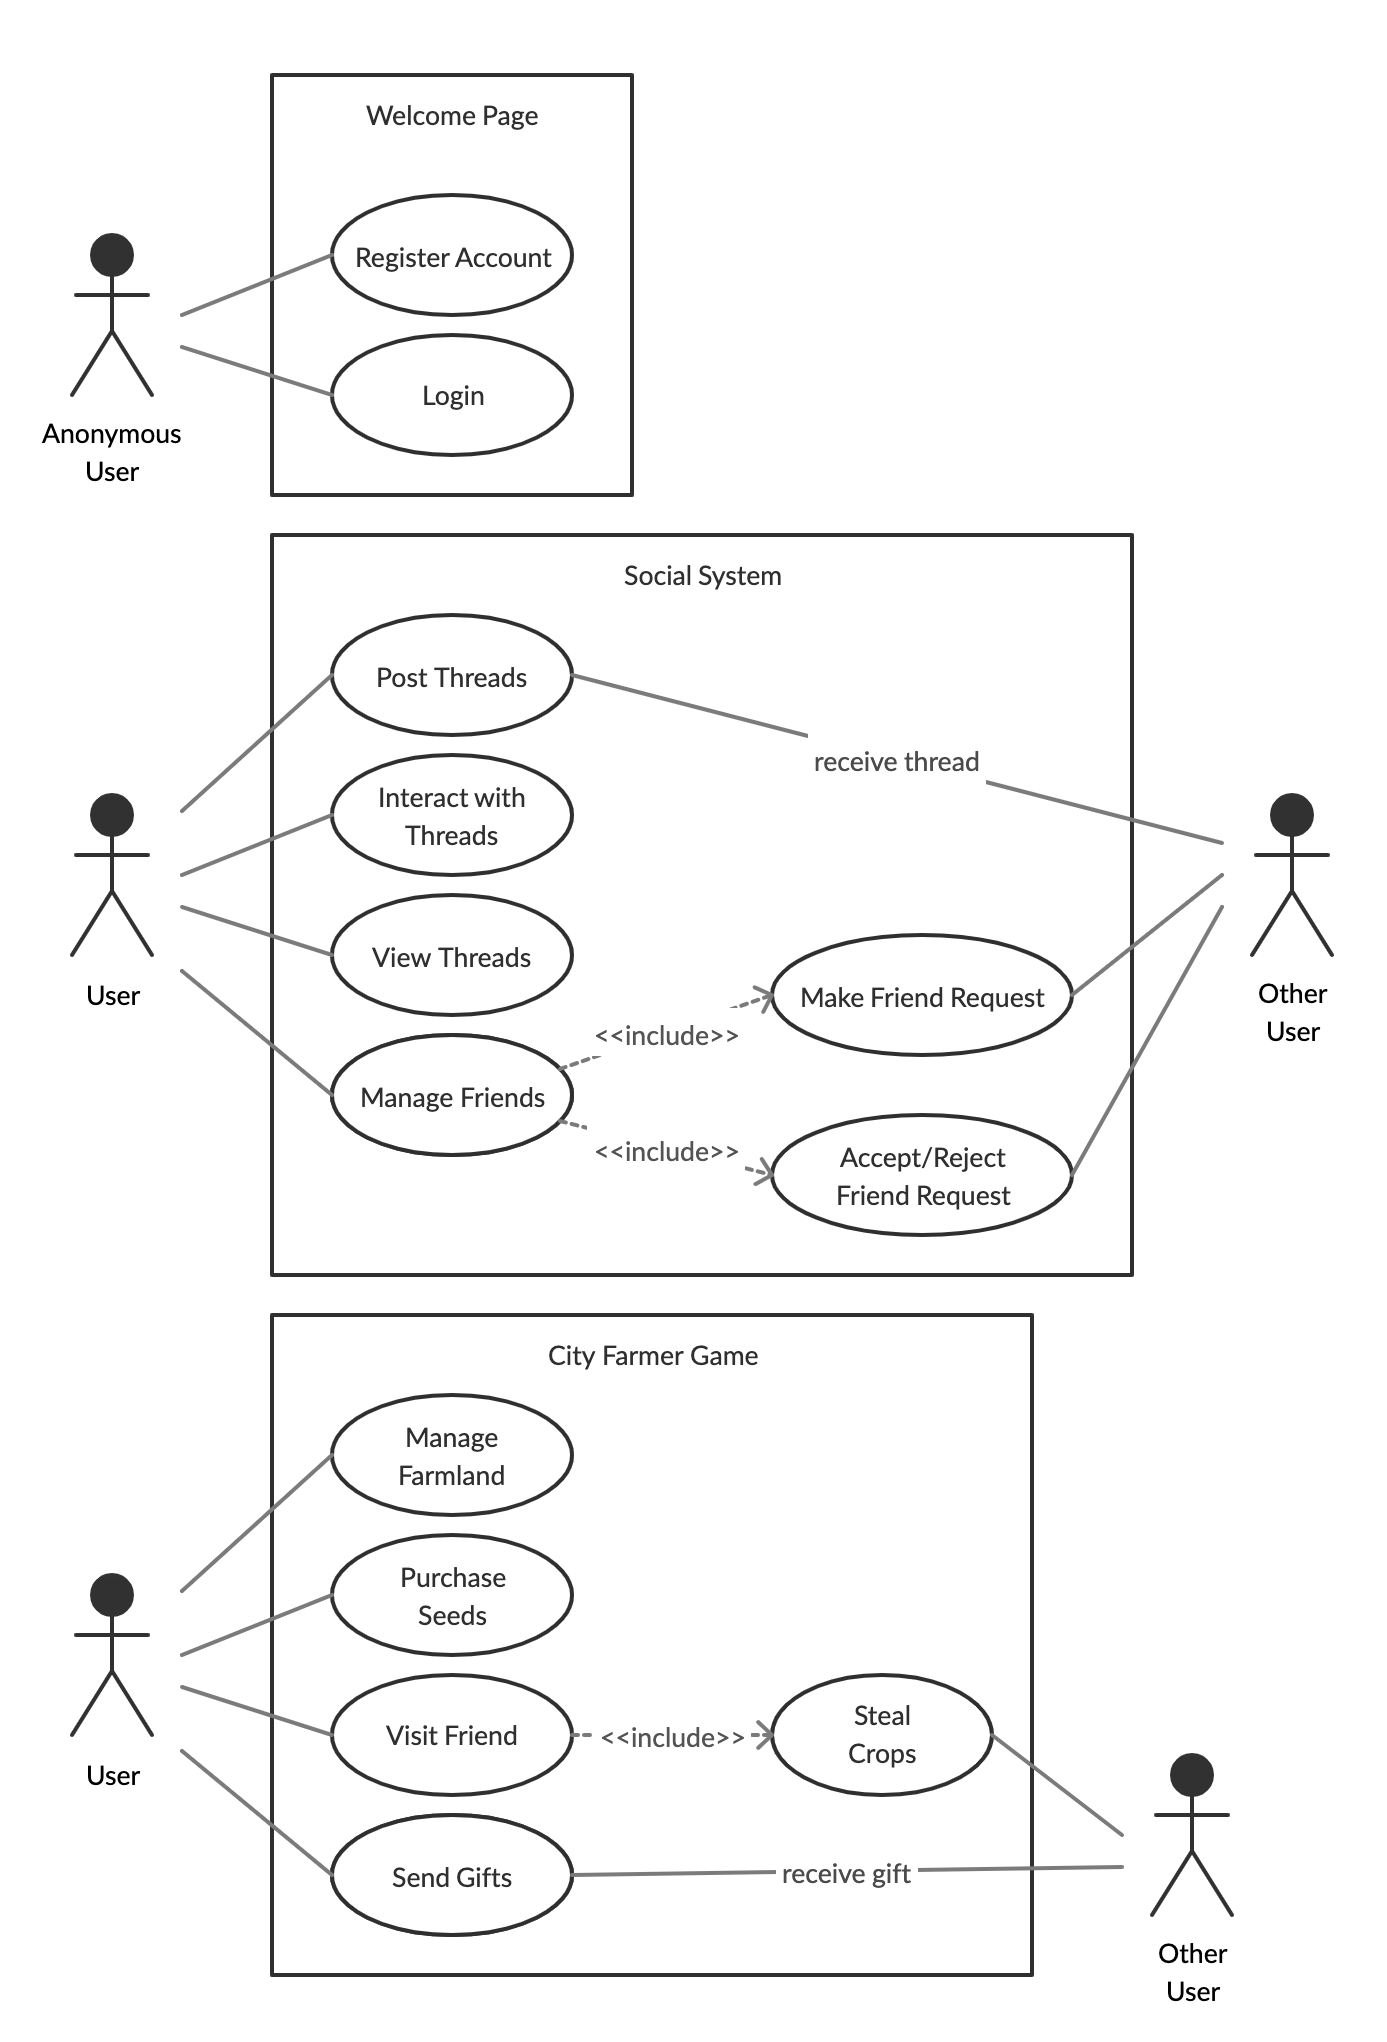 Welcome Page
Register Account
Login
Anonymous
User
Social System
Post Threads
receive thread
Interact with
Threads
View Threads
Make Friend Request
<<include>>
Manage Friends
<<include>>
Accept/Reject
Friend Request
User
Other
User
City Farmer Game
Manage
Farmland
Purchase
Seeds
Visit Friend
<<include>>
Steal
Crops
Send Gifts
receive gift
User
Other
User